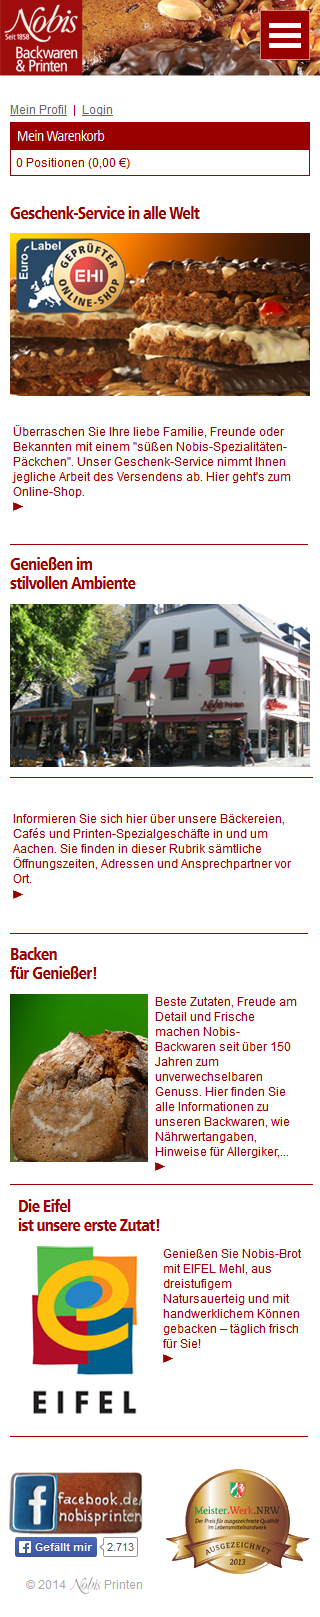 Nobis
Seit 1858
Backwaren
& Printen
Mein Profil | Login
Mein Warenkorb
0 Positionen (0,00 €)
Geschenk-Service in alle Welt
Euro-Label
GEPRÜFTER
EHI
ONLINE-SHOP
Überraschen Sie Ihre liebe Familie, Freunde oder
Bekannten mit einem "süßen Nobis-Spezialitäten-
Päckchen". Unser Geschenk-Service nimmt Ihnen
jegliche Arbeit des Versendens ab. Hier geht's zum
Online-Shop.
Genießen im
stilvollen Ambiente
Nobis Printen
Informieren Sie sich hier über unsere Bäckereien,
Cafés und Printen-Spezialgeschäfte in und um
Aachen. Sie finden in dieser Rubrik sämtliche
Öffnungszeiten, Adressen und Ansprechpartner vor
Ort.
Backen
für Genießer!
Beste Zutaten, Freude am
Detail und Frische
machen Nobis-
Backwaren seit über 150
Jahren zum
unverwechselbaren
Genuss. Hier finden Sie
alle Informationen zu
unseren Backwaren, wie
Nährwertangaben,
Hinweise für Allergiker,...
Die Eifel
ist unsere erste Zutat!
Genießen Sie Nobis-Brot
mit EIFEL Mehl, aus
dreistufigem
Natursauerteig und mit
handwerklichem Können
gebacken – täglich frisch
für Sie!
e
EIFEL
facebook.de/
nobisprinten
Gefällt mir 2.713
Meister.Werk.NRW
Der Preis für ausgezeichnete Qualität
im Lebensmittelhandwerk
AUSGEZEICHNET
2013
© 2014 Nobis Printen